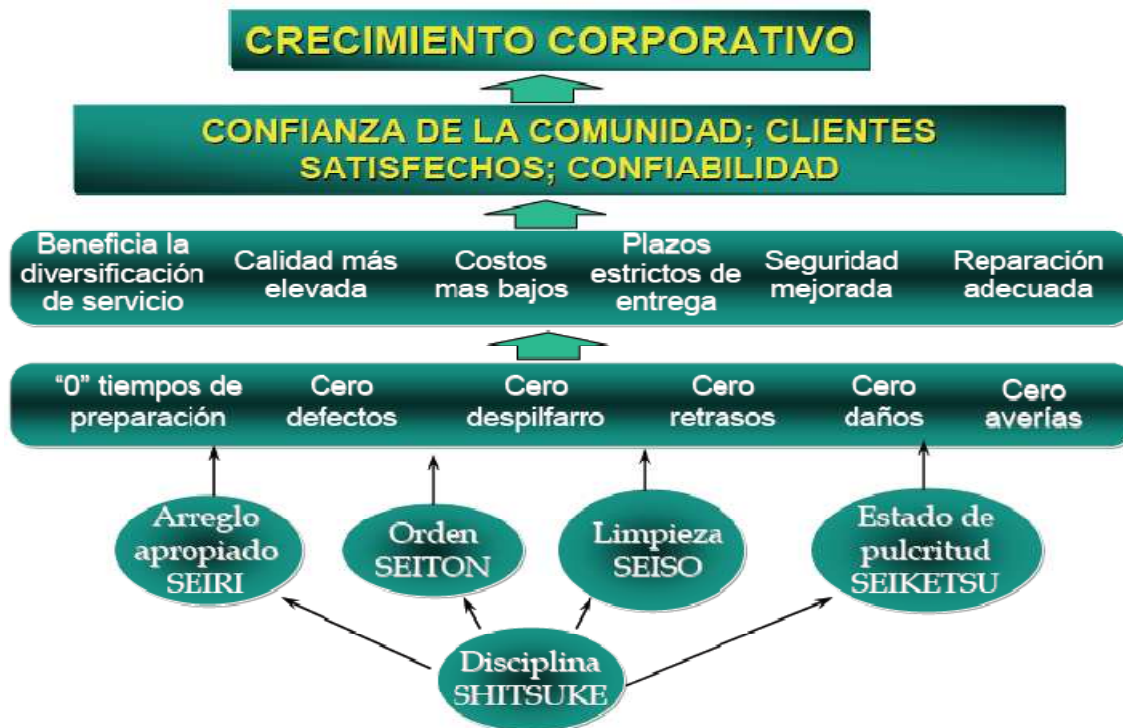 CRECIMIENTO CORPORATIVO
CONFIANZA DE LA COMUNIDAD; CLIENTES
SATISFECHOS; CONFIABILIDAD
Beneficia la
diversificación
de servicio
Calidad más
elevada
Costos
mas bajos
Plazos
estrictos de
entrega
Seguridad
mejorada
Reparación
adecuada
"0" tiempos de
preparación
Cero
defectos
Cero
despilfarro
Cero
retrasos
Cero
daños
Cero
averías
Arreglo
apropiado
SEIRI
Orden
SEITON
Limpieza
SEISO
Estado de
pulcritud
SEIKETSU
Disciplina
SHITSUKE